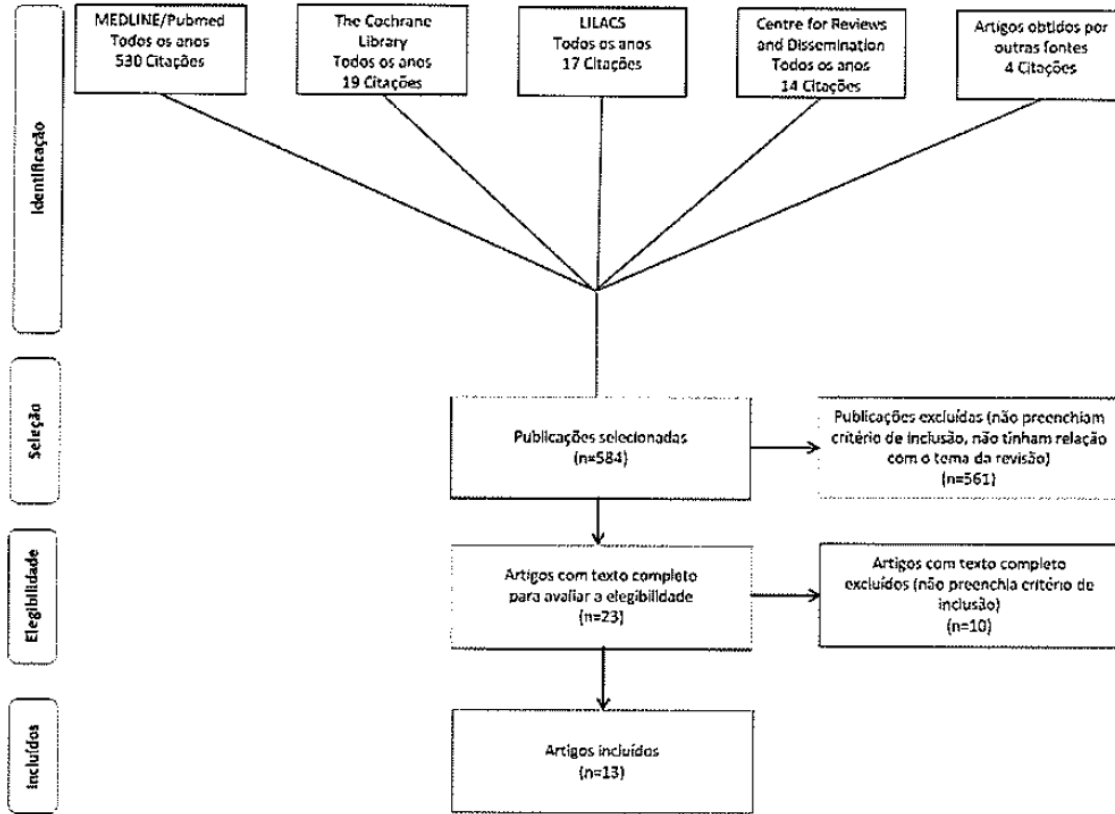 MEDLINE/Pubmed
Todos os anos
530 Citações
The Cochrane
Library
Todos os anos
19 Citações
LILACS
Todos os anos
17 Citações
Centre for Reviews
and Dissemination
Todos os anos
14 Citações
Artigos obtidos por
outras fontes
4 Citações
Identificação
Seleção
Publicações selecionadas
(n=584)
Publicações excluídas (não preenchiam
critério de inclusão, não tinham relação
com o tema da revisão)
(n=561)
Elegibilidade
Artigos com texto completo
para avaliar a elegibilidade
(n=23)
Artigos com texto completo
excluídos (não preenchia critério de
inclusão)
(n=10)
Incluídos
Artigos incluídos
(n=13)